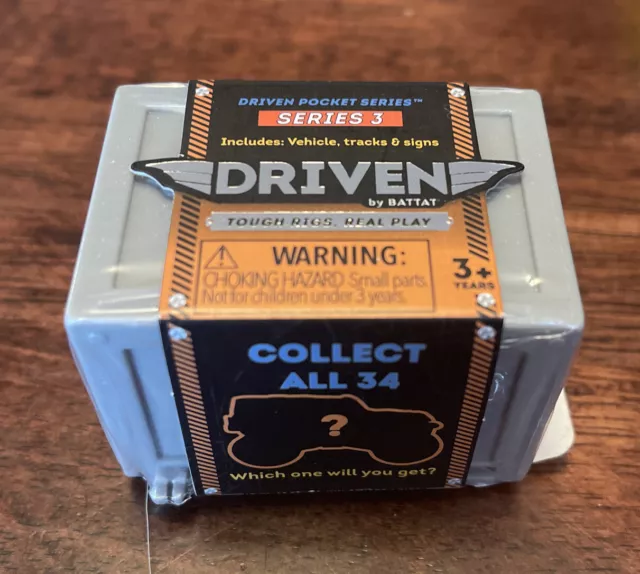 DRIVEN POCKET SERIES™
SERIES 3
Includes: Vehicle, tracks & signs
DRIVEN
by BATTAT
TOUGH RIGS. REAL PLAY
WARNING:
CHOKING HAZARD Small parts.
Not for children under 3 years.
3+
YEARS
COLLECT
ALL 34
?
Which one will you get?